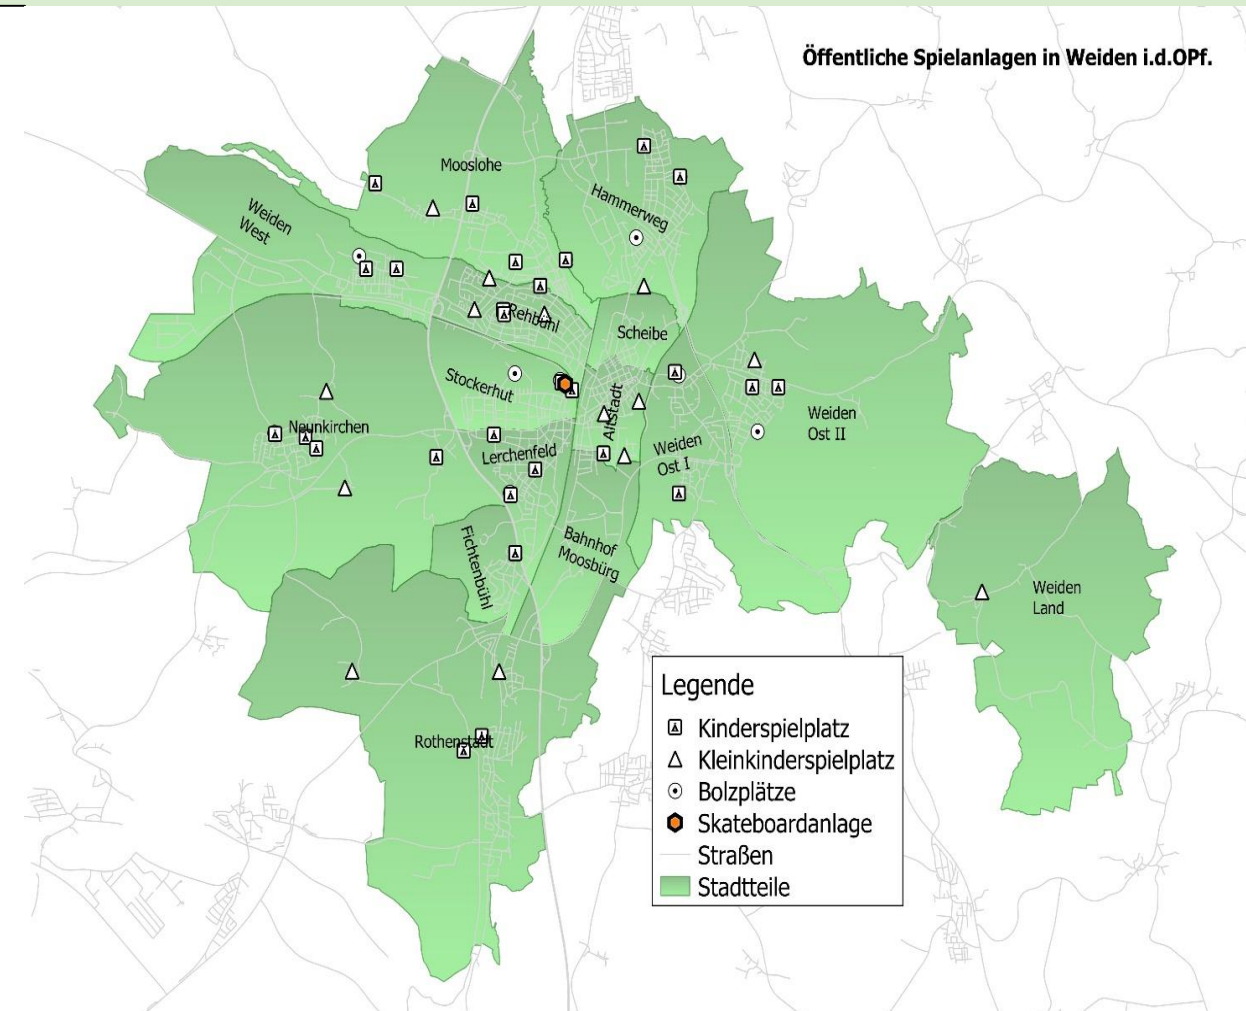 Öffentliche Spielanlagen in Weiden i.d.OPf.
Mooslohe
Hammerweg
Weiden
West
Rehbühl
Scheibe
Stockerhut
Altstadt
Weiden
Ost II
Neunkirchen
Lerchenfeld
Weiden
Ost I
Fichtenbühl
Bahnhof
Moosbürg
Weiden
Land
Rothenstadt
Legende
Kinderspielplatz
Kleinkinderspielplatz
Bolzplätze
Skateboardanlage
Straßen
Stadtteile